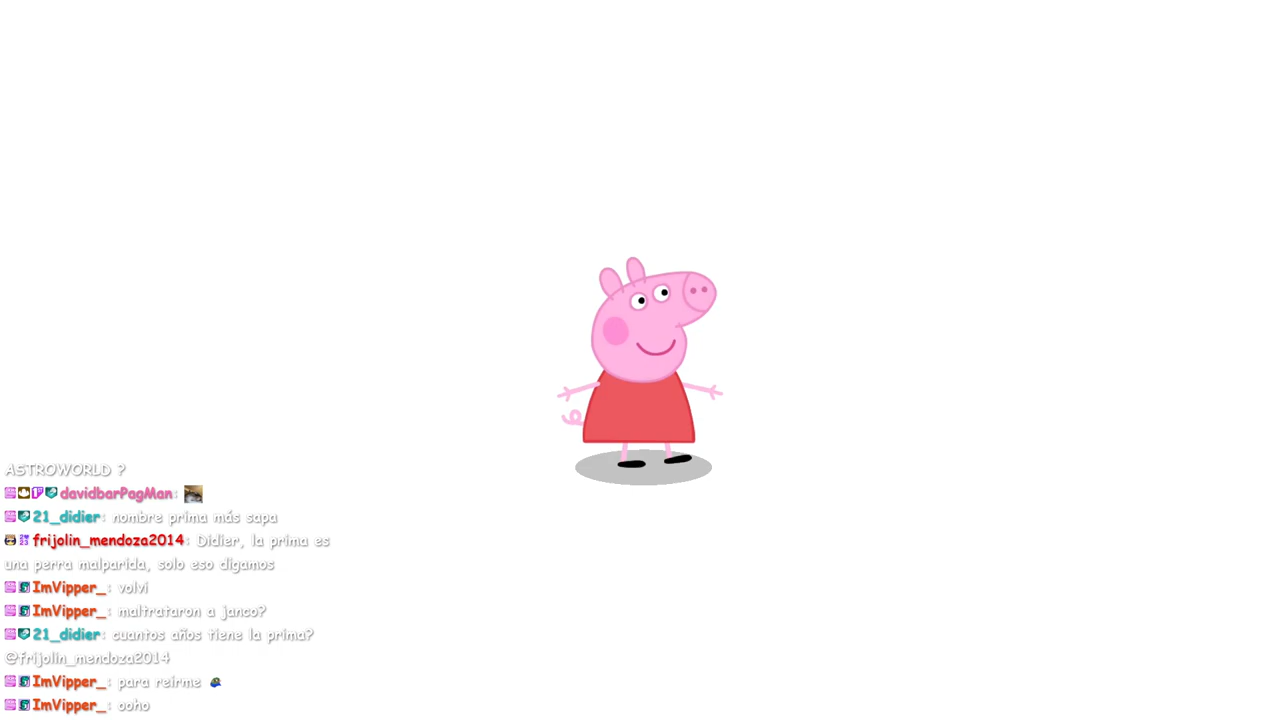 ASTROWORLD ?
davidbarPagMan:
21_didier: nombre prima más sapa
frijolin_mendoza2014: Didier, la prima es
una perra malparida, solo eso digamos
ImVipper_: volvi
ImVipper_: maltrataron a janco?
21_didier: cuantos años tiene la prima?
@frijolin_mendoza2014
ImVipper_: para reirme
ImVipper_: ooho